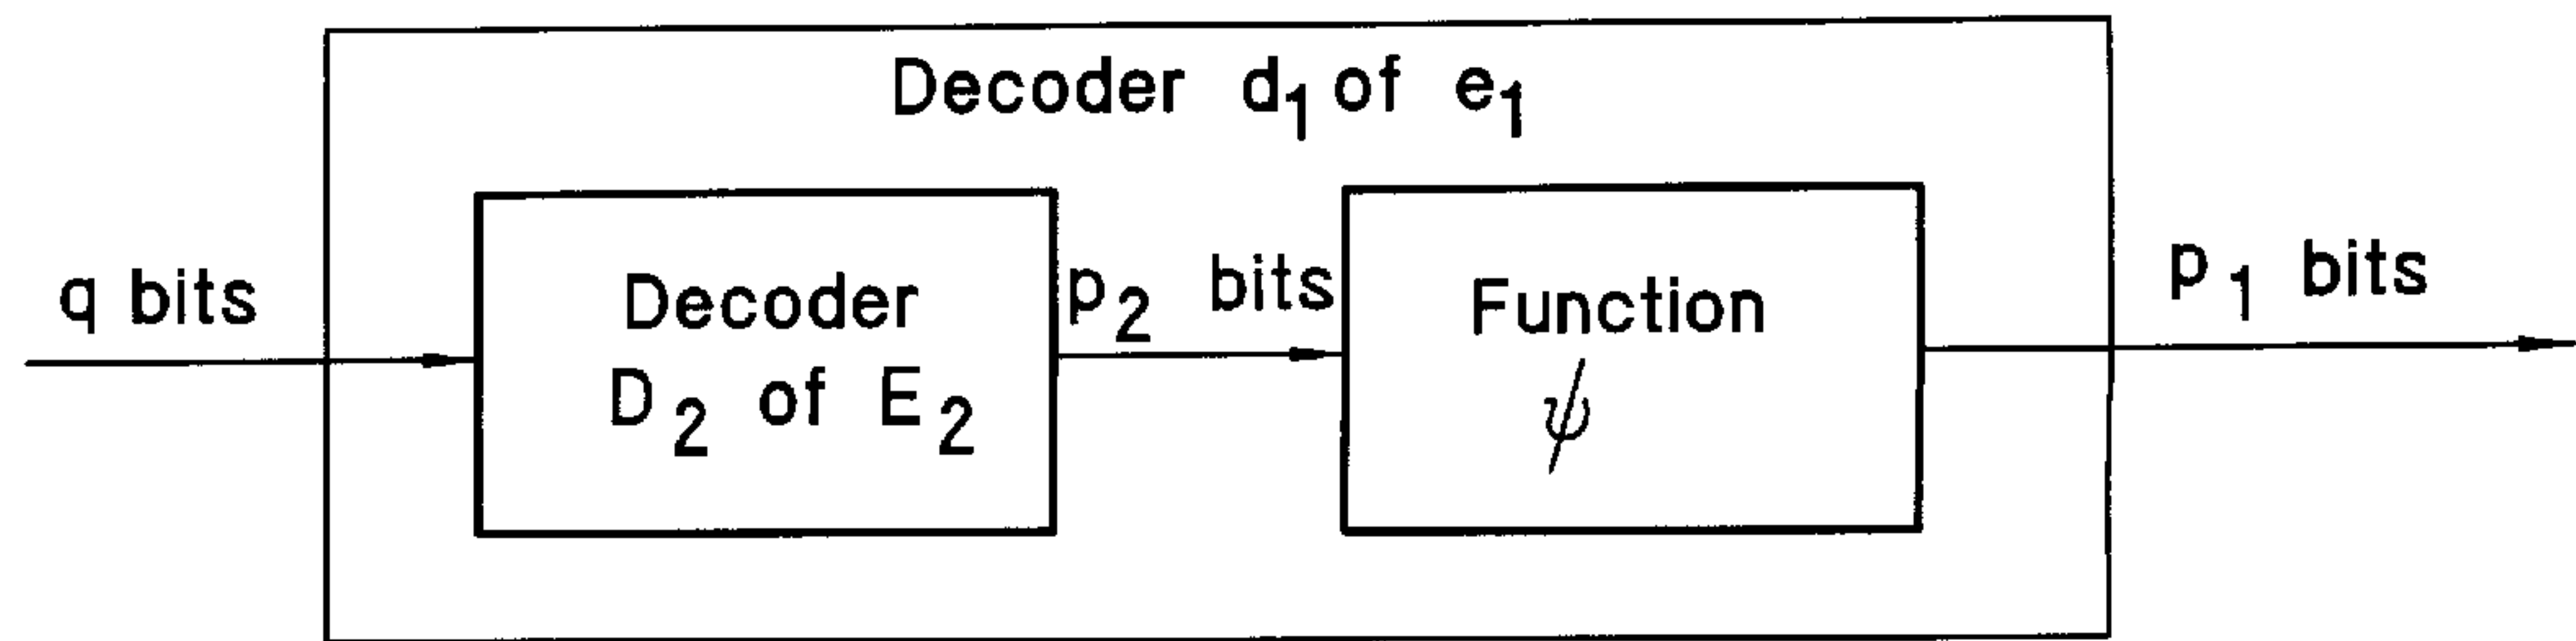 Decoder d₁ of e₁
q bits
Decoder
D₂ of E₂
p₂ bits
Function
ψ
p₁ bits